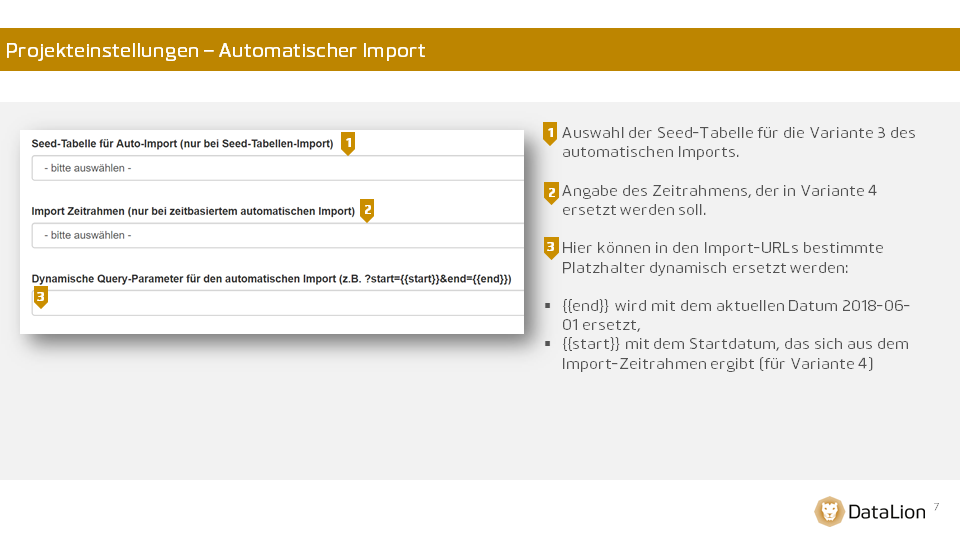 Projekteinstellungen – Automatischer Import
Seed-Tabelle für Auto-Import (nur bei Seed-Tabellen-Import) 1
- bitte auswählen -
Import Zeitrahmen (nur bei zeitbasiertem automatischen Import) 2
- bitte auswählen -
Dynamische Query-Parameter für den automatischen Import (z.B. ?start={{start}}&end={{end}})
3
1 Auswahl der Seed-Tabelle für die Variante 3 des
automatischen Imports.
2 Angabe des Zeitrahmens, der in Variante 4
ersetzt werden soll.
3 Hier können in den Import-URLs bestimmte
Platzhalter dynamisch ersetzt werden:
▪ {{end}} wird mit dem aktuellen Datum 2018-06-
01 ersetzt,
▪ {{start}} mit dem Startdatum, das sich aus dem
Import-Zeitrahmen ergibt (für Variante 4)
DataLion
7